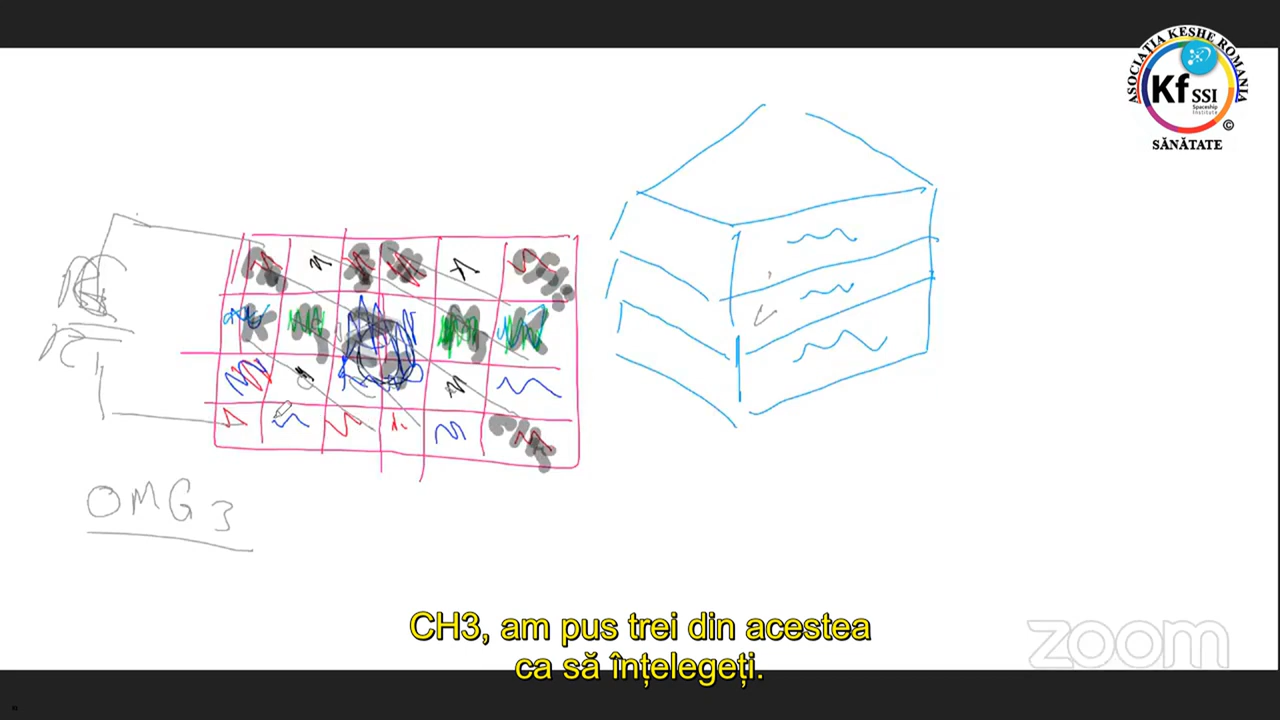 ASOCIAȚIA KESHE ROMANIA
Kf SSI
Spaceship
Institute
©
SĂNĂTATE
OMG 3
CH3, am pus trei din acestea
ca să înțelegeți.
zoom